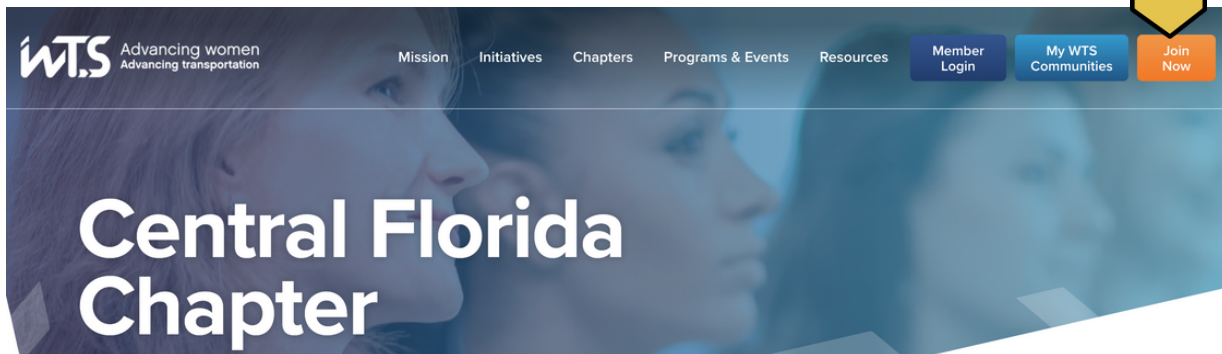 WTS Advancing women
Advancing transportation
Mission Initiatives Chapters Programs & Events Resources
Member
Login
My WTS
Communities
Join
Now
Central Florida
Chapter